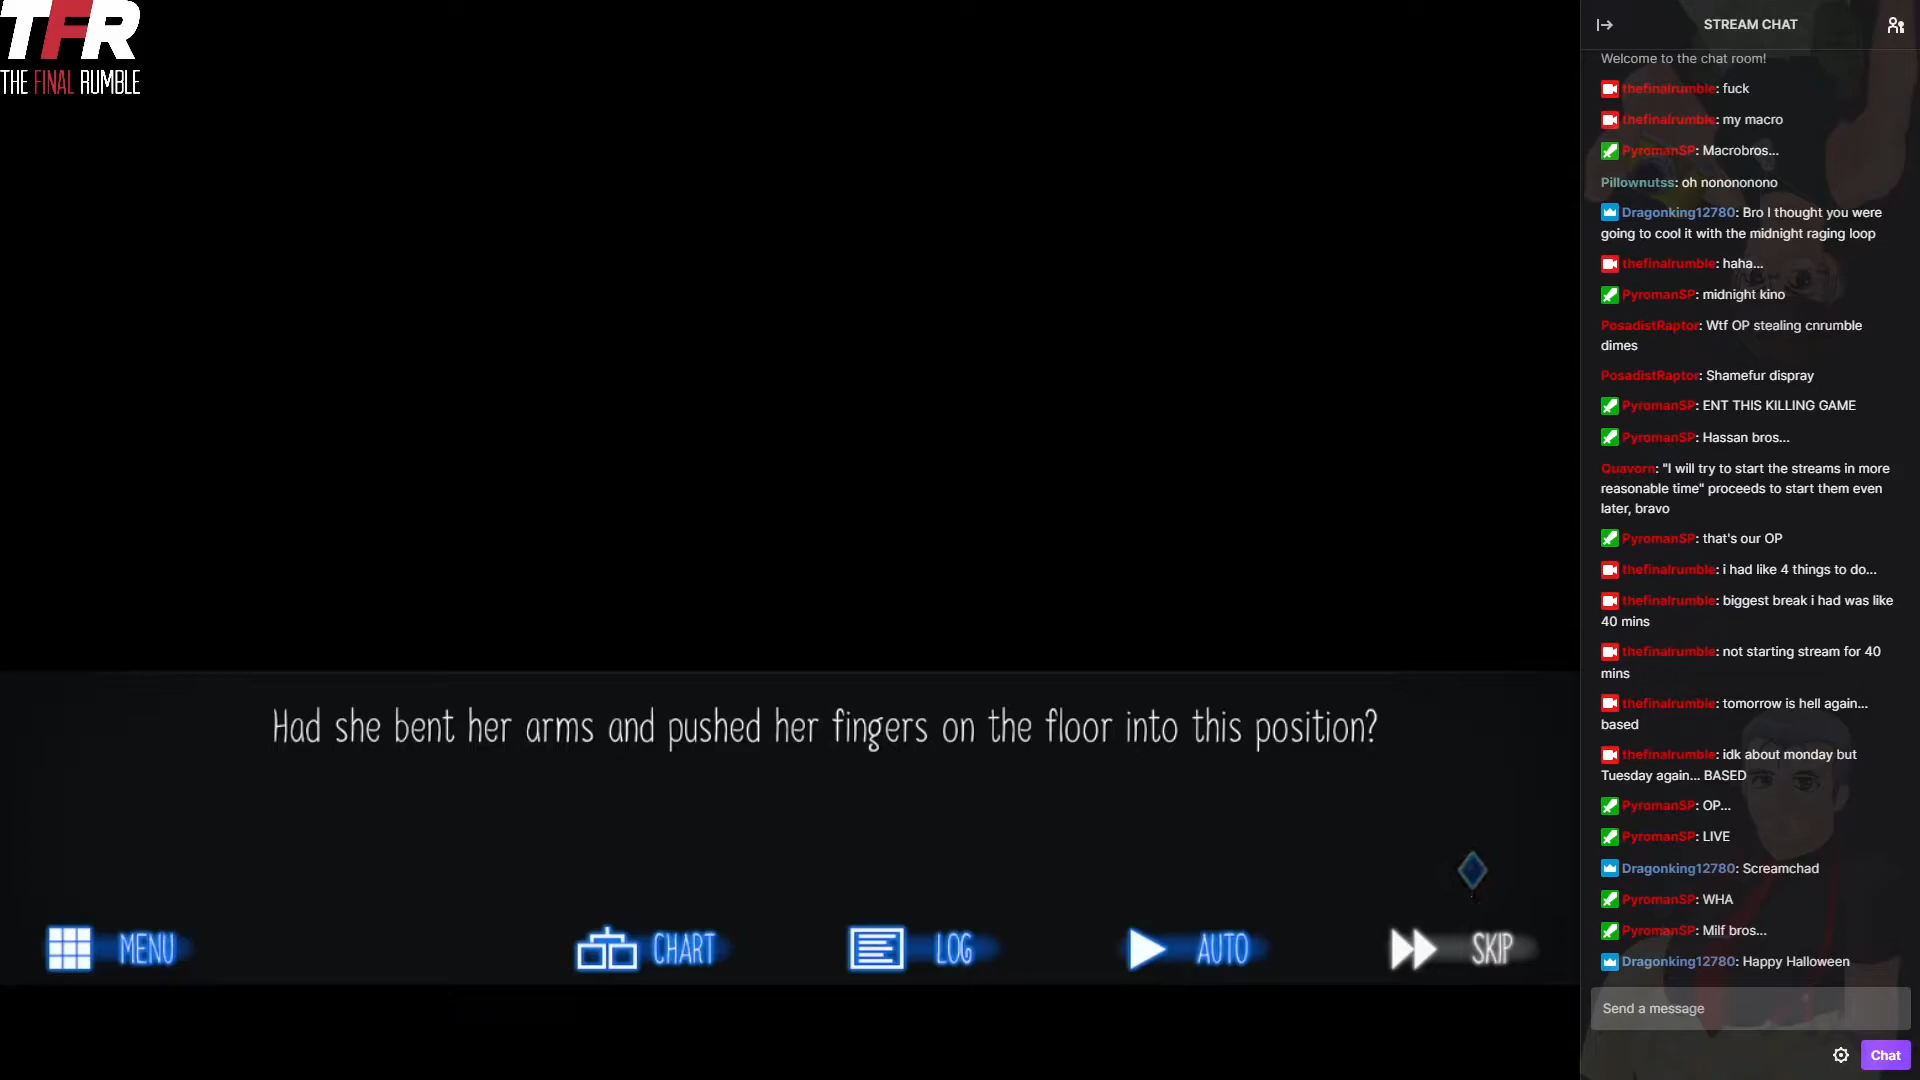 TFR
THE FINAL RUMBLE
Had she bent her arms and pushed her fingers on the floor into this position?
MENU
CHART
LOG
AUTO
SKIP
STREAM CHAT
Welcome to the chat room!
thefinalrumble: fuck
thefinalrumble: my macro
PyromanSP: Macrobros...
Pillownutss: oh nonononono
Dragonking12780: Bro I thought you were
going to cool it with the midnight raging loop
thefinalrumble: haha...
PyromanSP: midnight kino
PosadistRaptor: Wtf OP stealing cnrumble
dimes
PosadistRaptor: Shamefur dispray
PyromanSP: ENT THIS KILLING GAME
PyromanSP: Hassan bros...
Quavorn: "I will try to start the streams in more
reasonable time" proceeds to start them even
later, bravo
PyromanSP: that's our OP
thefinalrumble: i had like 4 things to do...
thefinalrumble: biggest break i had was like
40 mins
thefinalrumble: not starting stream for 40
mins
thefinalrumble: tomorrow is hell again...
based
thefinalrumble: idk about monday but
Tuesday again... BASED
PyromanSP: OP...
PyromanSP: LIVE
Dragonking12780: Screamchad
PyromanSP: WHA
PyromanSP: Milf bros...
Dragonking12780: Happy Halloween
Send a message
Chat